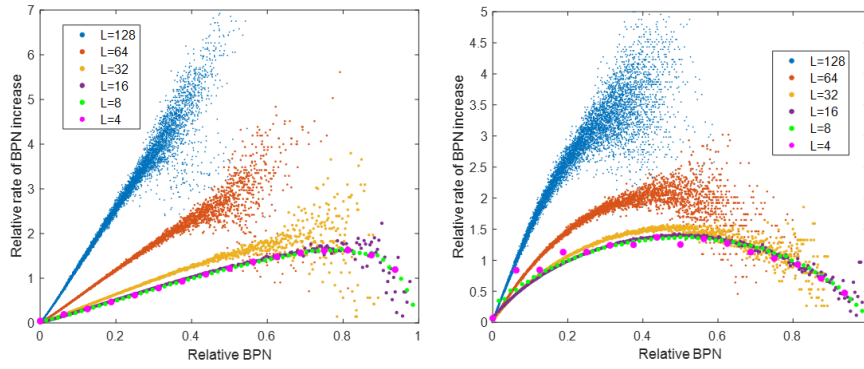 7
6
5
4
3
2
1
0
Relative rate of BPN increase
L=128
L=64
L=32
L=16
L=8
L=4
0
0.2
0.4
0.6
0.8
1
Relative BPN
5
4.5
4
3.5
3
2.5
2
1.5
1
0.5
0
Relative rate of BPN increase
L=128
L=64
L=32
L=16
L=8
L=4
0
0.2
0.4
0.6
0.8
Relative BPN